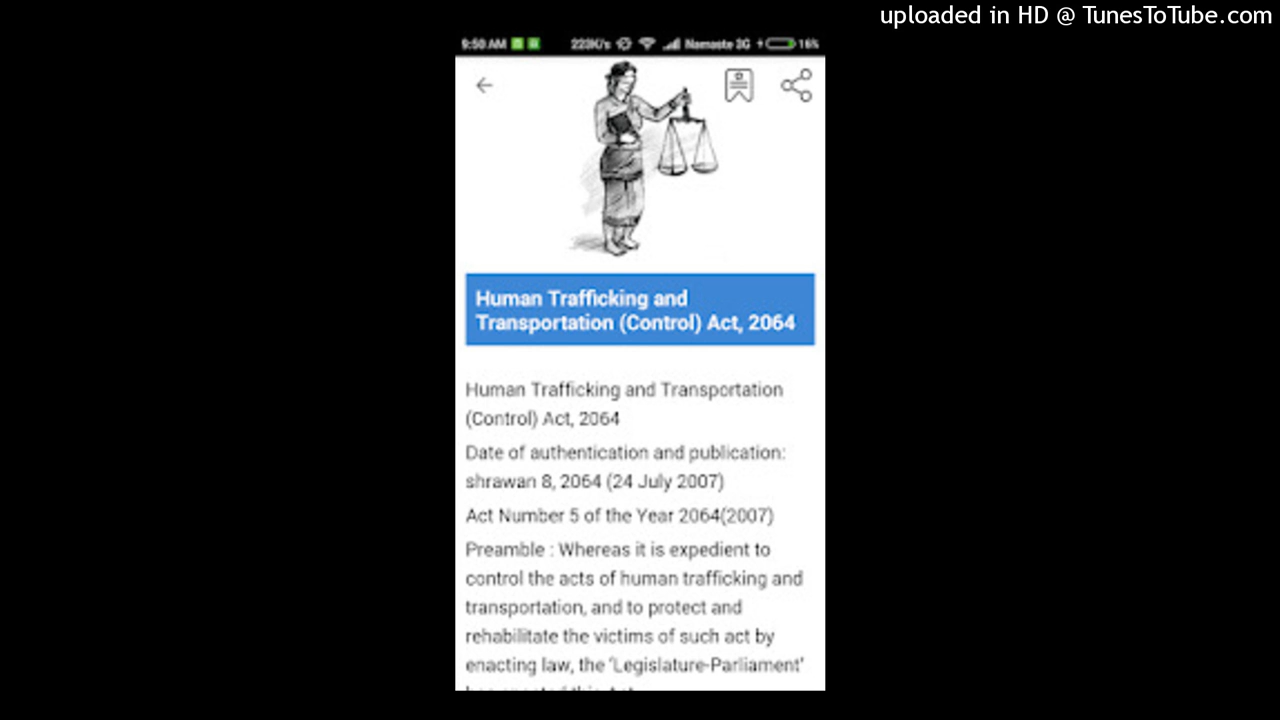 uploaded in HD @ TunesToTube.com
9:50 AM 223K/s Namaste 3G 16%
Human Trafficking and
Transportation (Control) Act, 2064
Human Trafficking and Transportation
(Control) Act, 2064
Date of authentication and publication:
shrawan 8, 2064 (24 July 2007)
Act Number 5 of the Year 2064(2007)
Preamble : Whereas it is expedient to
control the acts of human trafficking and
transportation, and to protect and
rehabilitate the victims of such act by
enacting law, the 'Legislature-Parliament'